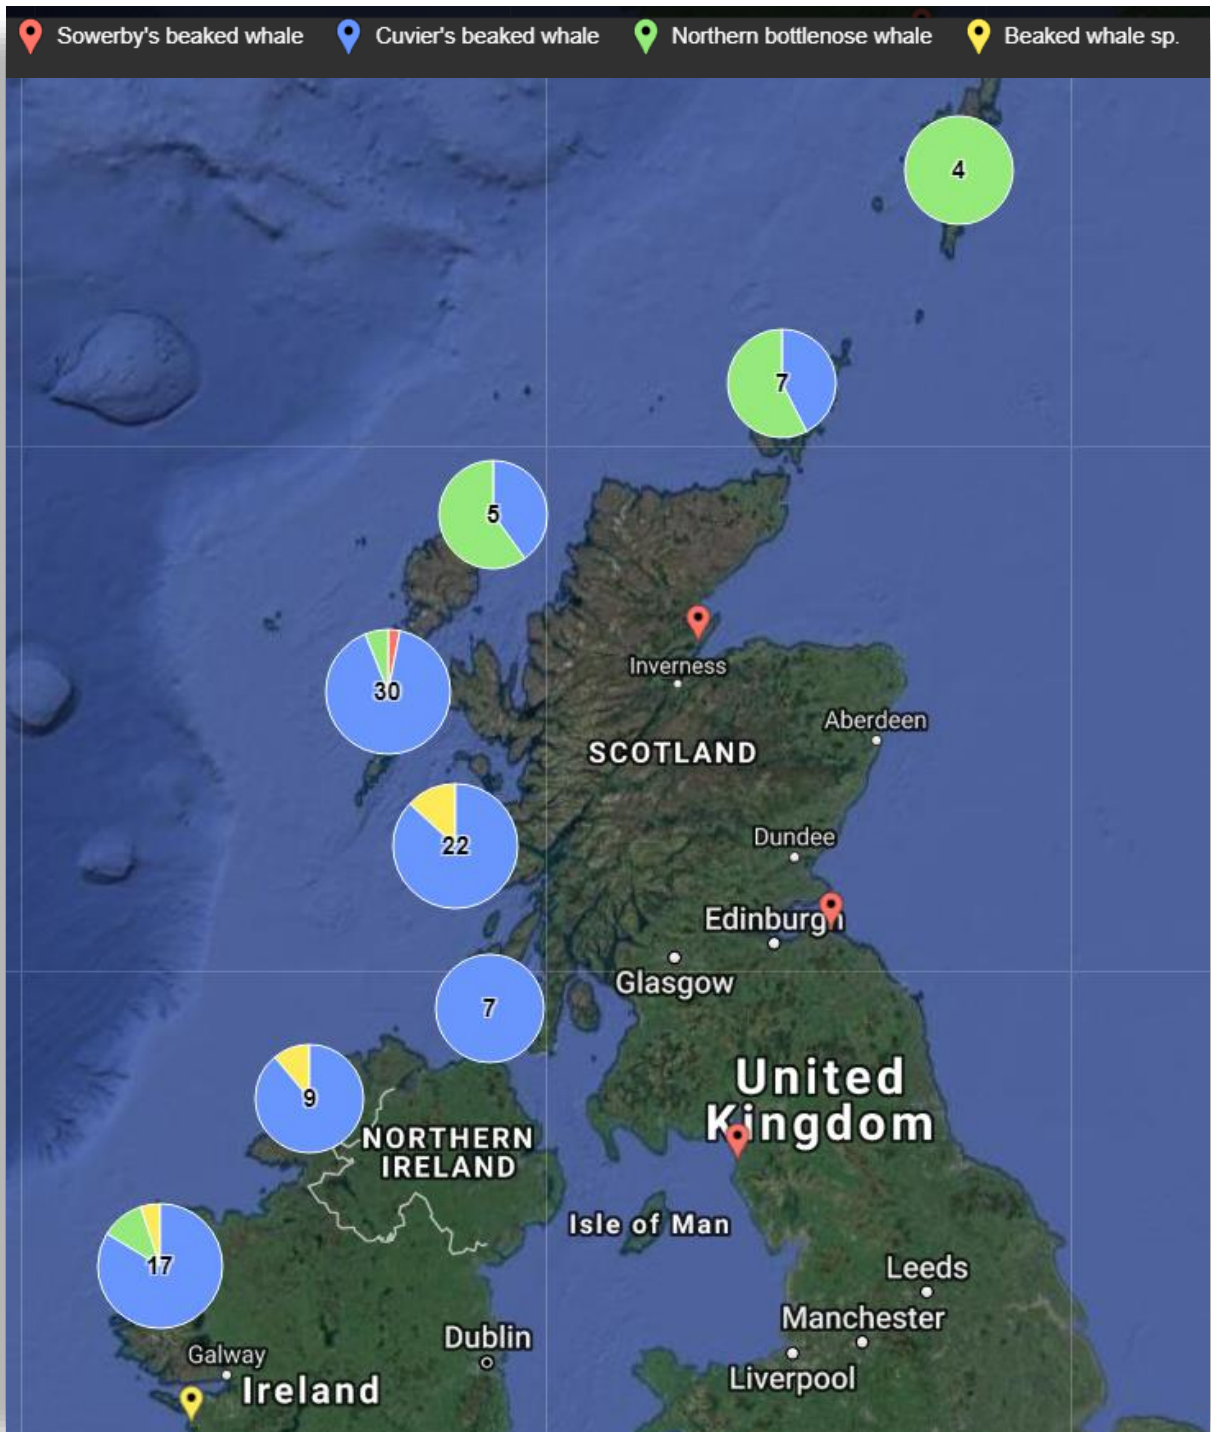 Sowerby's beaked whale Cuvier's beaked whale Northern bottlenose whale Beaked whale sp.
4
7
5
Inverness
30
Aberdeen
SCOTLAND
Dundee
22
Edinburgh
Glasgow
7
United
Kingdom
9
NORTHERN
IRELAND
Isle of Man
17
Leeds
Manchester
Dublin
Galway
Liverpool
Ireland